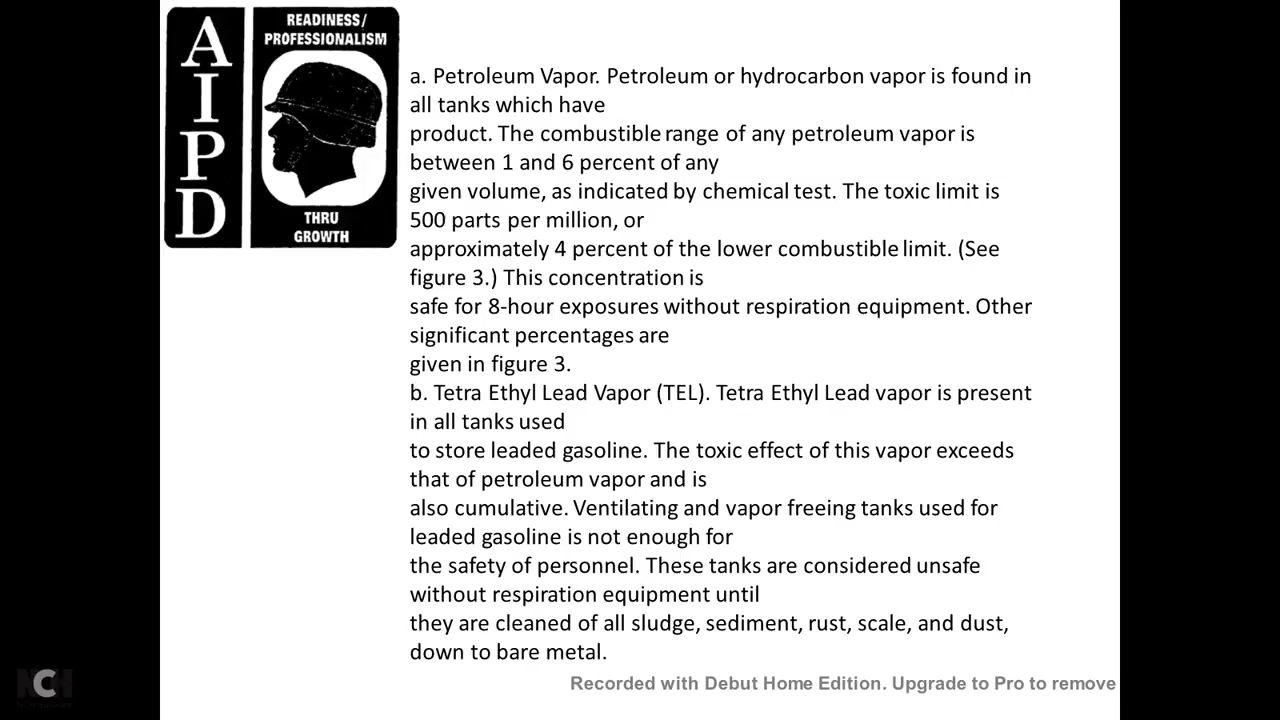 A
I
P
D
READINESS/
PROFESSIONALISM
THRU
GROWTH
a. Petroleum Vapor. Petroleum or hydrocarbon vapor is found in
all tanks which have
product. The combustible range of any petroleum vapor is
between 1 and 6 percent of any
given volume, as indicated by chemical test. The toxic limit is
500 parts per million, or
approximately 4 percent of the lower combustible limit. (See
figure 3.) This concentration is
safe for 8-hour exposures without respiration equipment. Other
significant percentages are
given in figure 3.
b. Tetra Ethyl Lead Vapor (TEL). Tetra Ethyl Lead vapor is present
in all tanks used
to store leaded gasoline. The toxic effect of this vapor exceeds
that of petroleum vapor and is
also cumulative. Ventilating and vapor freeing tanks used for
leaded gasoline is not enough for
the safety of personnel. These tanks are considered unsafe
without respiration equipment until
they are cleaned of all sludge, sediment, rust, scale, and dust,
down to bare metal.
NCH
Recorded with Debut Home Edition. Upgrade to Pro to remove